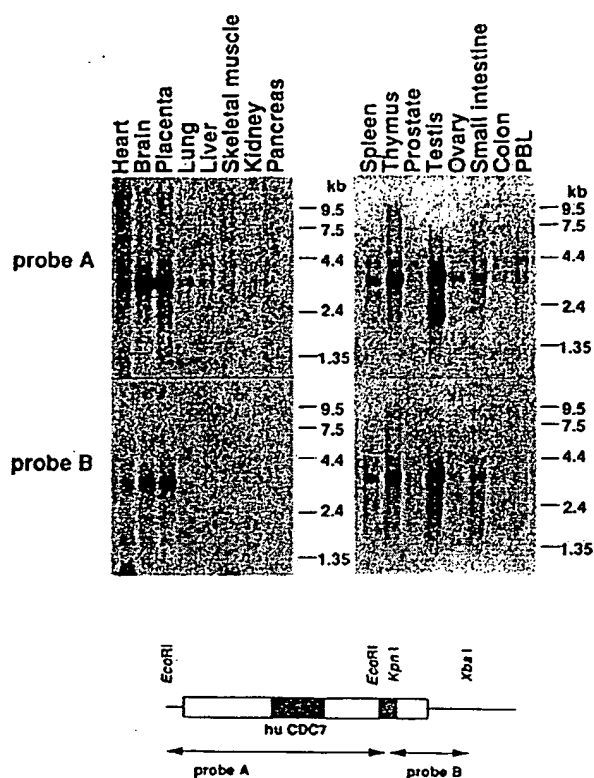 Heart
Brain
Placenta
Lung
Liver
Skeletal muscle
Kidney
Pancreas
Spleen
Thymus
Prostate
Testis
Ovary
Small intestine
Colon
PBL
kb
9.5
7.5
4.4
2.4
1.35
kb
9.5
7.5
4.4
2.4
1.35
probe A
9.5
7.5
4.4
2.4
1.35
9.5
7.5
4.4
2.4
1.35
probe B
EcoRI
EcoRI
Kpn I
Xba I
hu CDC7
probe A
probe B